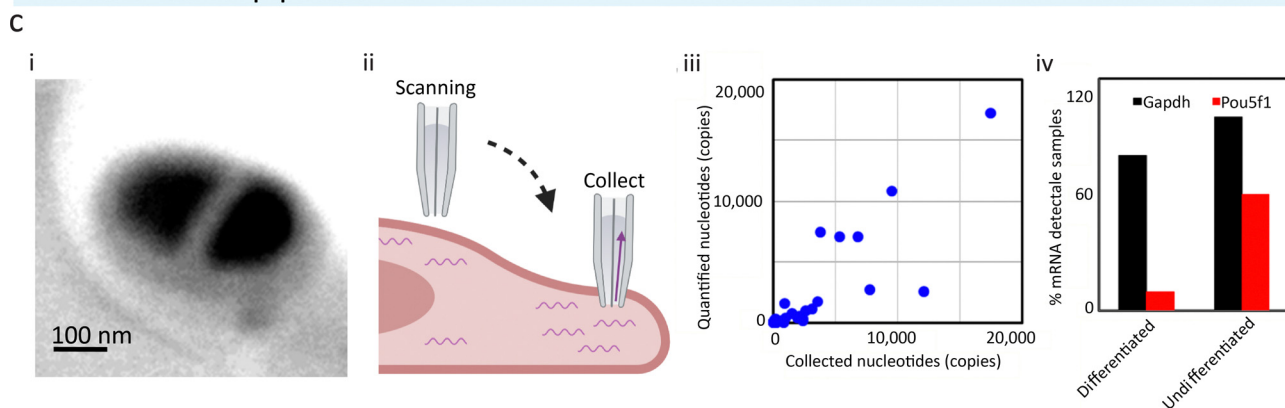 C
i
100 nm
ii
Scanning
Collect
iii
Quantified nucleotides (copies)
20,000
10,000
0
0
10,000
20,000
Collected nucleotides (copies)
iv
% mRNA detectale samples
120
60
0
Gapdh
Pou5f1
Differentiated
Undifferentiated